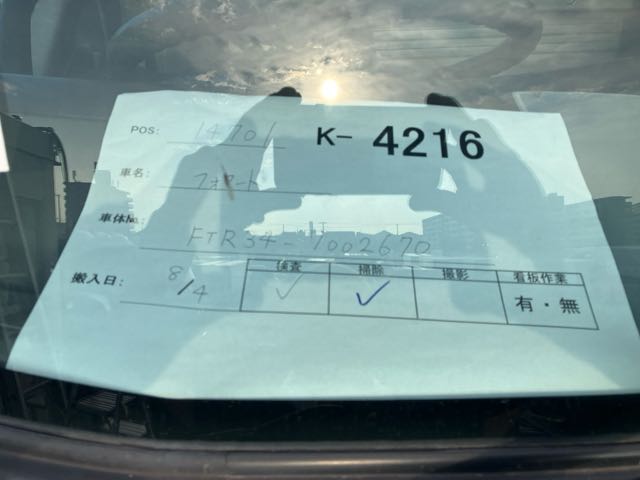 POS: 14701 K- 4216
車名: フォワード
車体No. FTR34-7002670
搬入日: 8/4
検査 掃除 撮影 看板作業
✓ ✓ 有・無